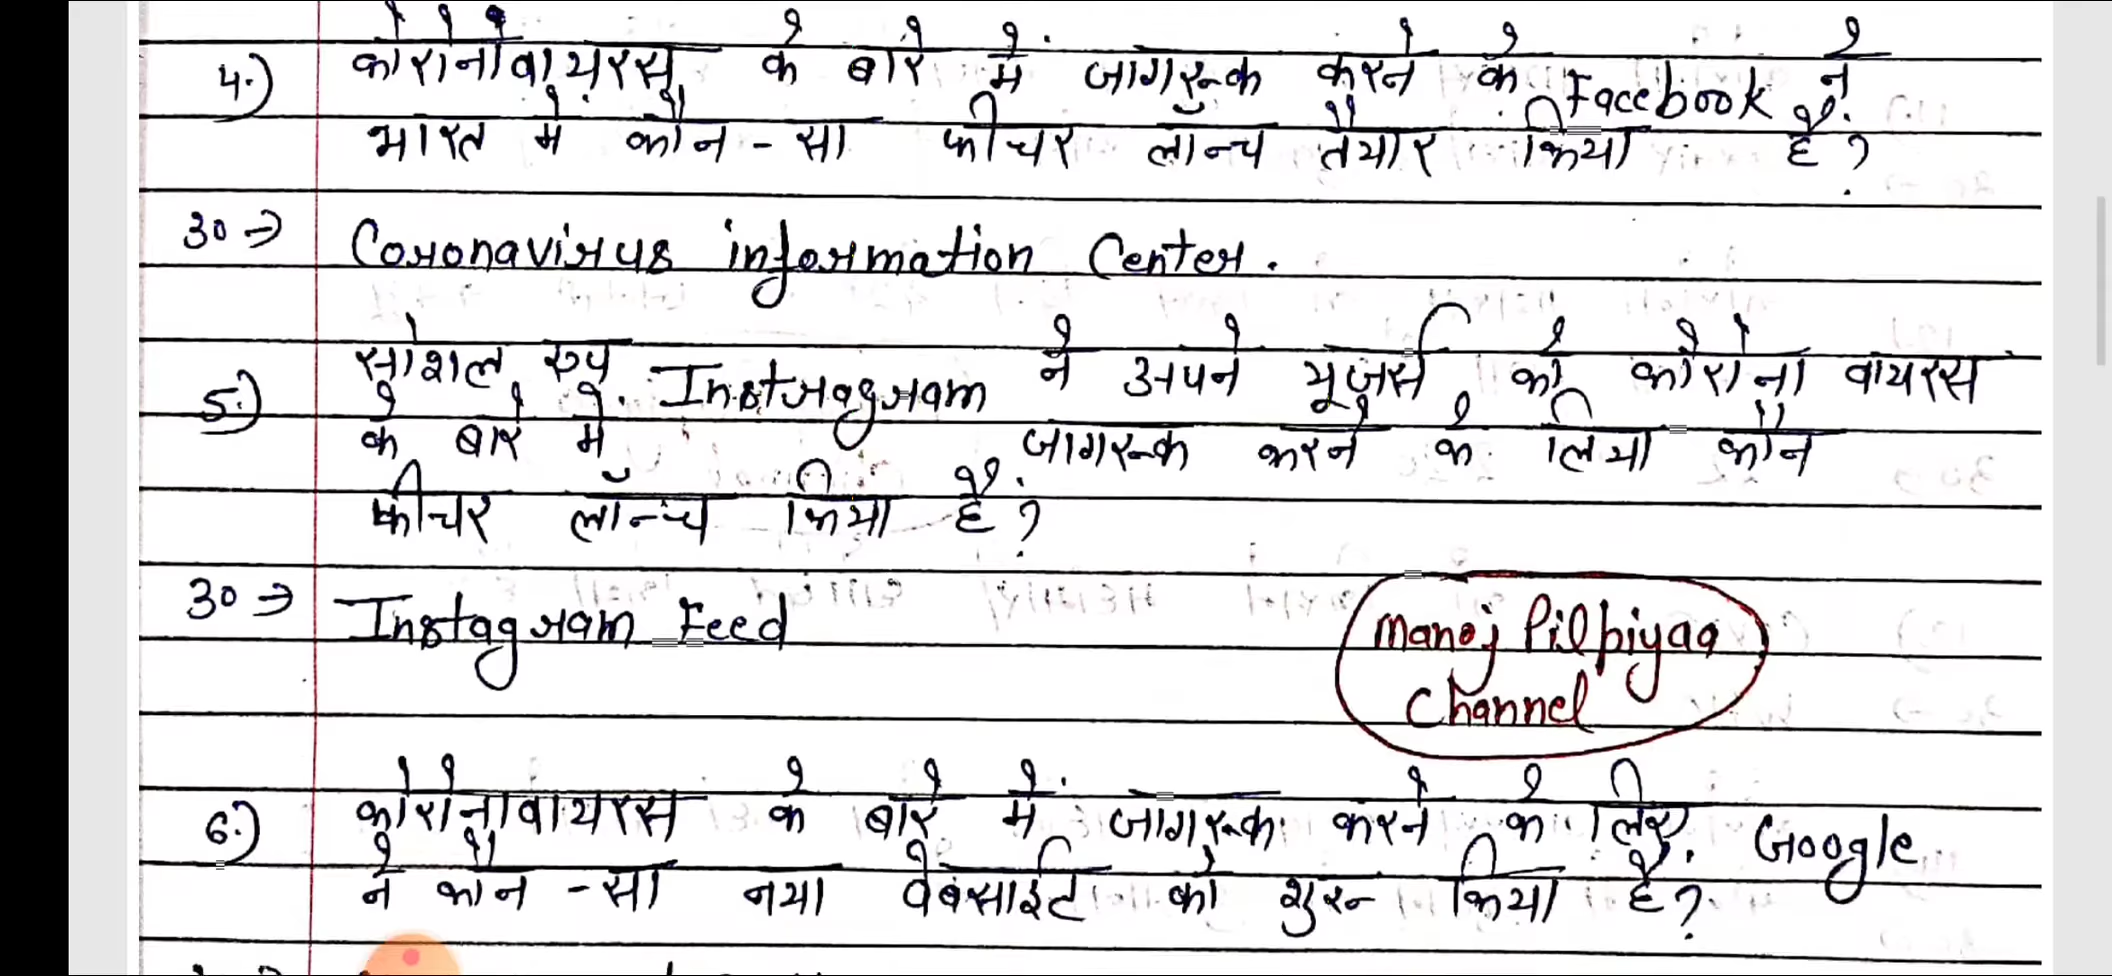 4.) कोरोनोवायरस के बारे में जागरूक करने के Facebook ने
भारत में कौन-सा फीचर लॉन्च तैयार किया हैं?
उ० ⇒ Coronavirus information Center.
5.) सोशल रुप में Instragram ने अपने यूजर्स को कोरोना वायरस
के बारे में जागरूक करने के लिया कौन
फीचर लॉन्च किया हैं?
उ० ⇒ Instagram Feed
Manoj Pilpiyaa
Channel
6.) कोरोनावायरस के बारे में जागरूक करने के लिए Google
ने कौन-सा नया वेबसाईट को शुरू किया है?